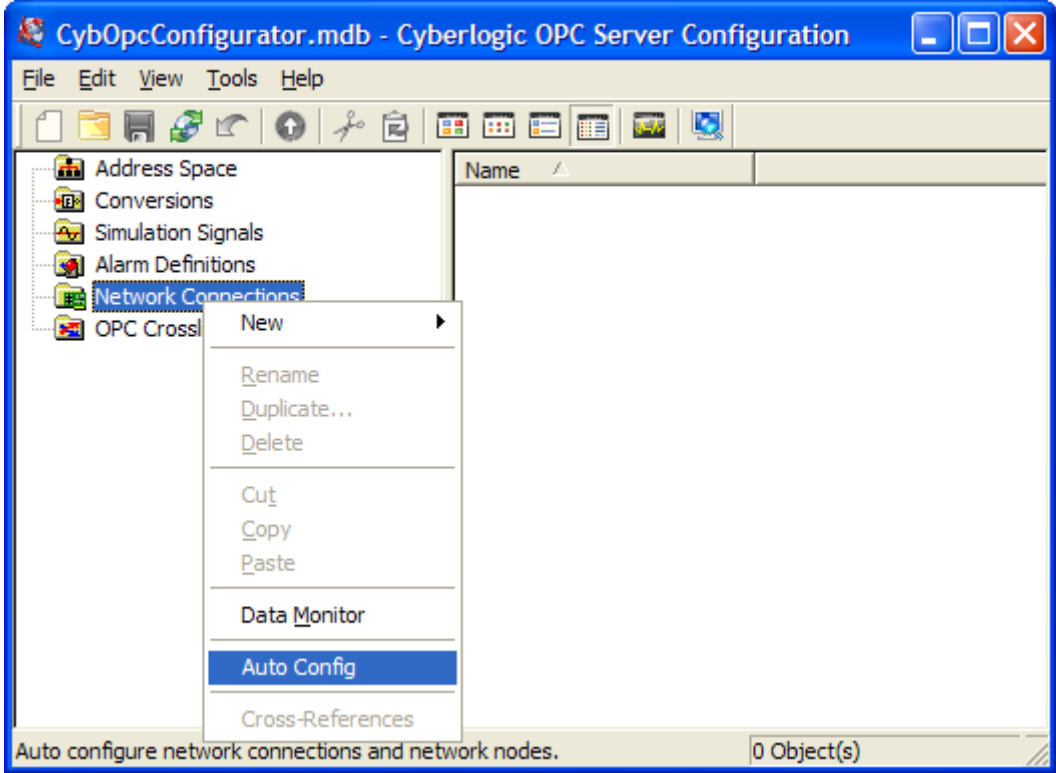 CybOpcConfigurator.mdb - Cyberlogic OPC Server Configuration
File Edit View Tools Help
Address Space
Name
Conversions
Simulation Signals
Alarm Definitions
Network Connections
OPC Crossl
New
Rename
Duplicate...
Delete
Cut
Copy
Paste
Data Monitor
Auto Config
Cross-References
Auto configure network connections and network nodes.
0 Object(s)